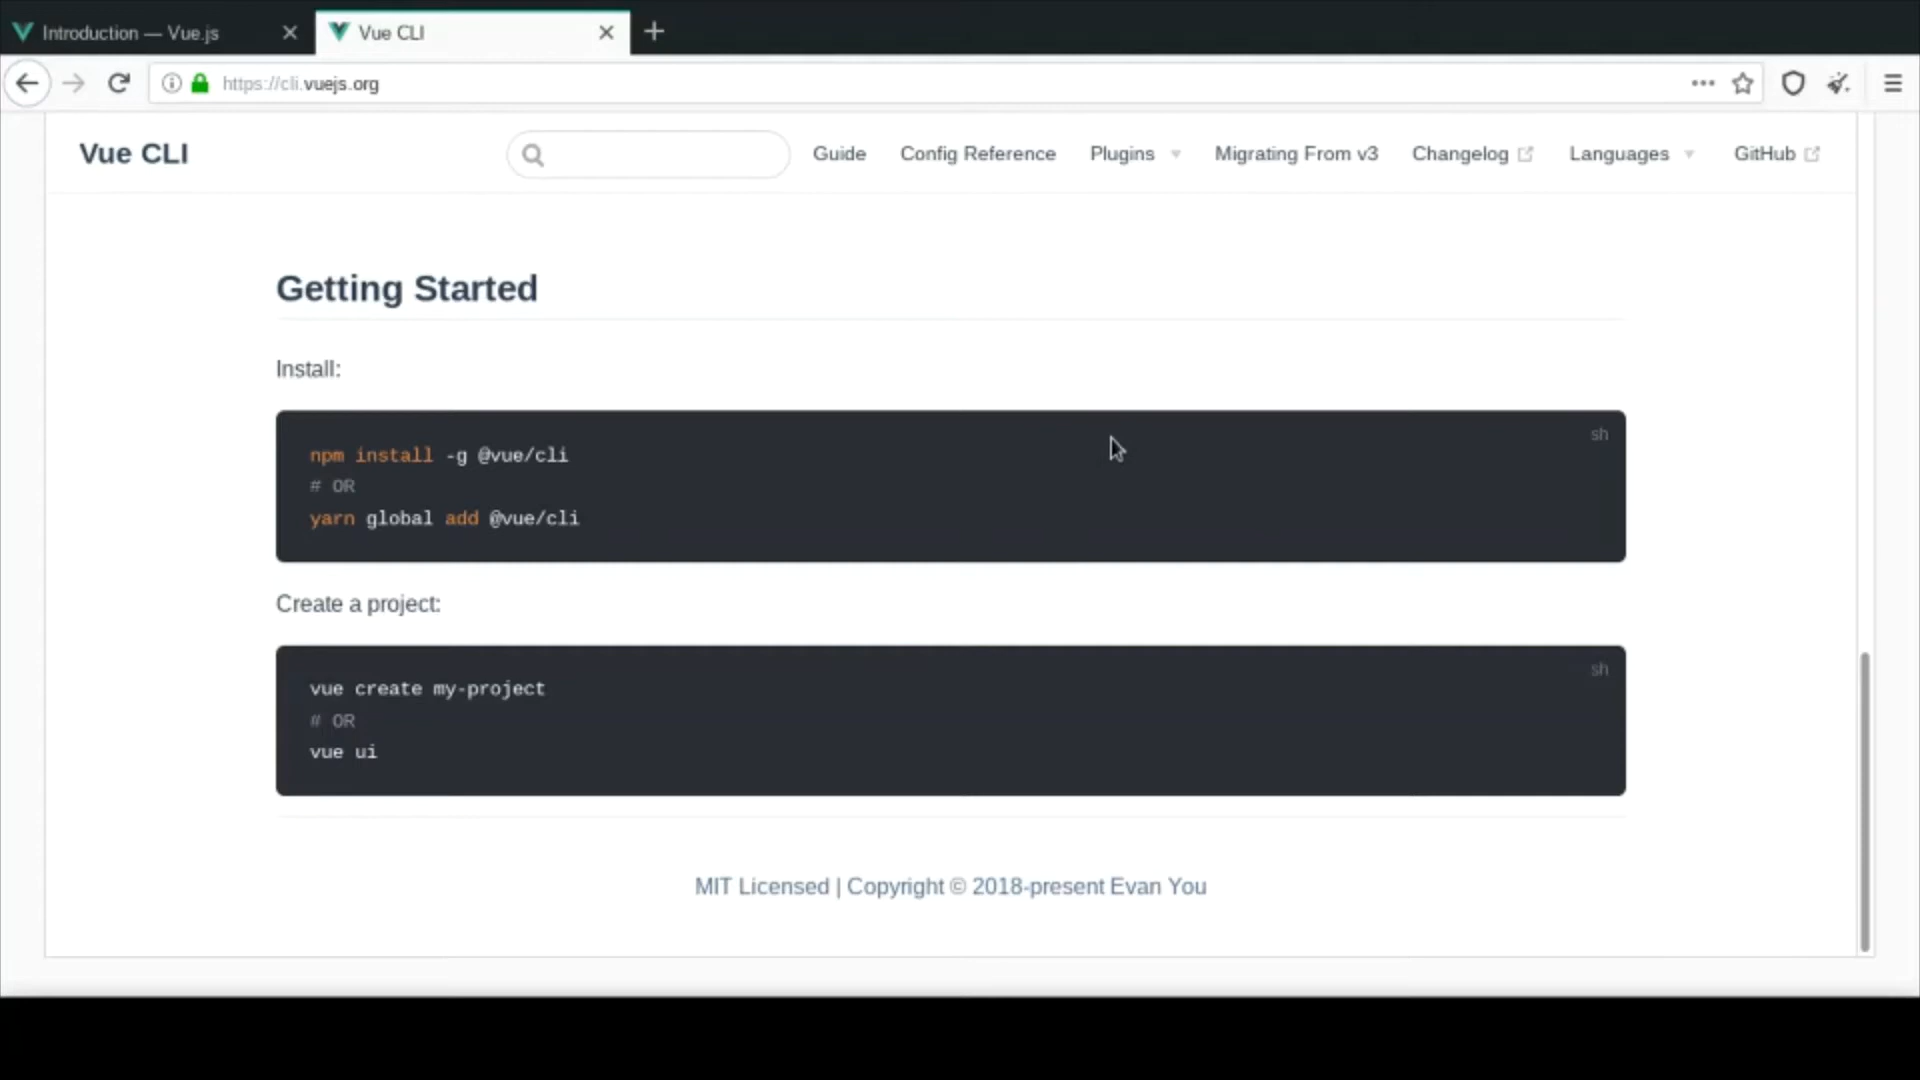 Introduction — Vue.js
Vue CLI
https://cli.vuejs.org
Vue CLI
Guide
Config Reference
Plugins
Migrating From v3
Changelog
Languages
GitHub
Getting Started
Install:
sh
npm install -g @vue/cli
# OR
yarn global add @vue/cli
Create a project:
sh
vue create my-project
# OR
vue ui
MIT Licensed | Copyright © 2018-present Evan You